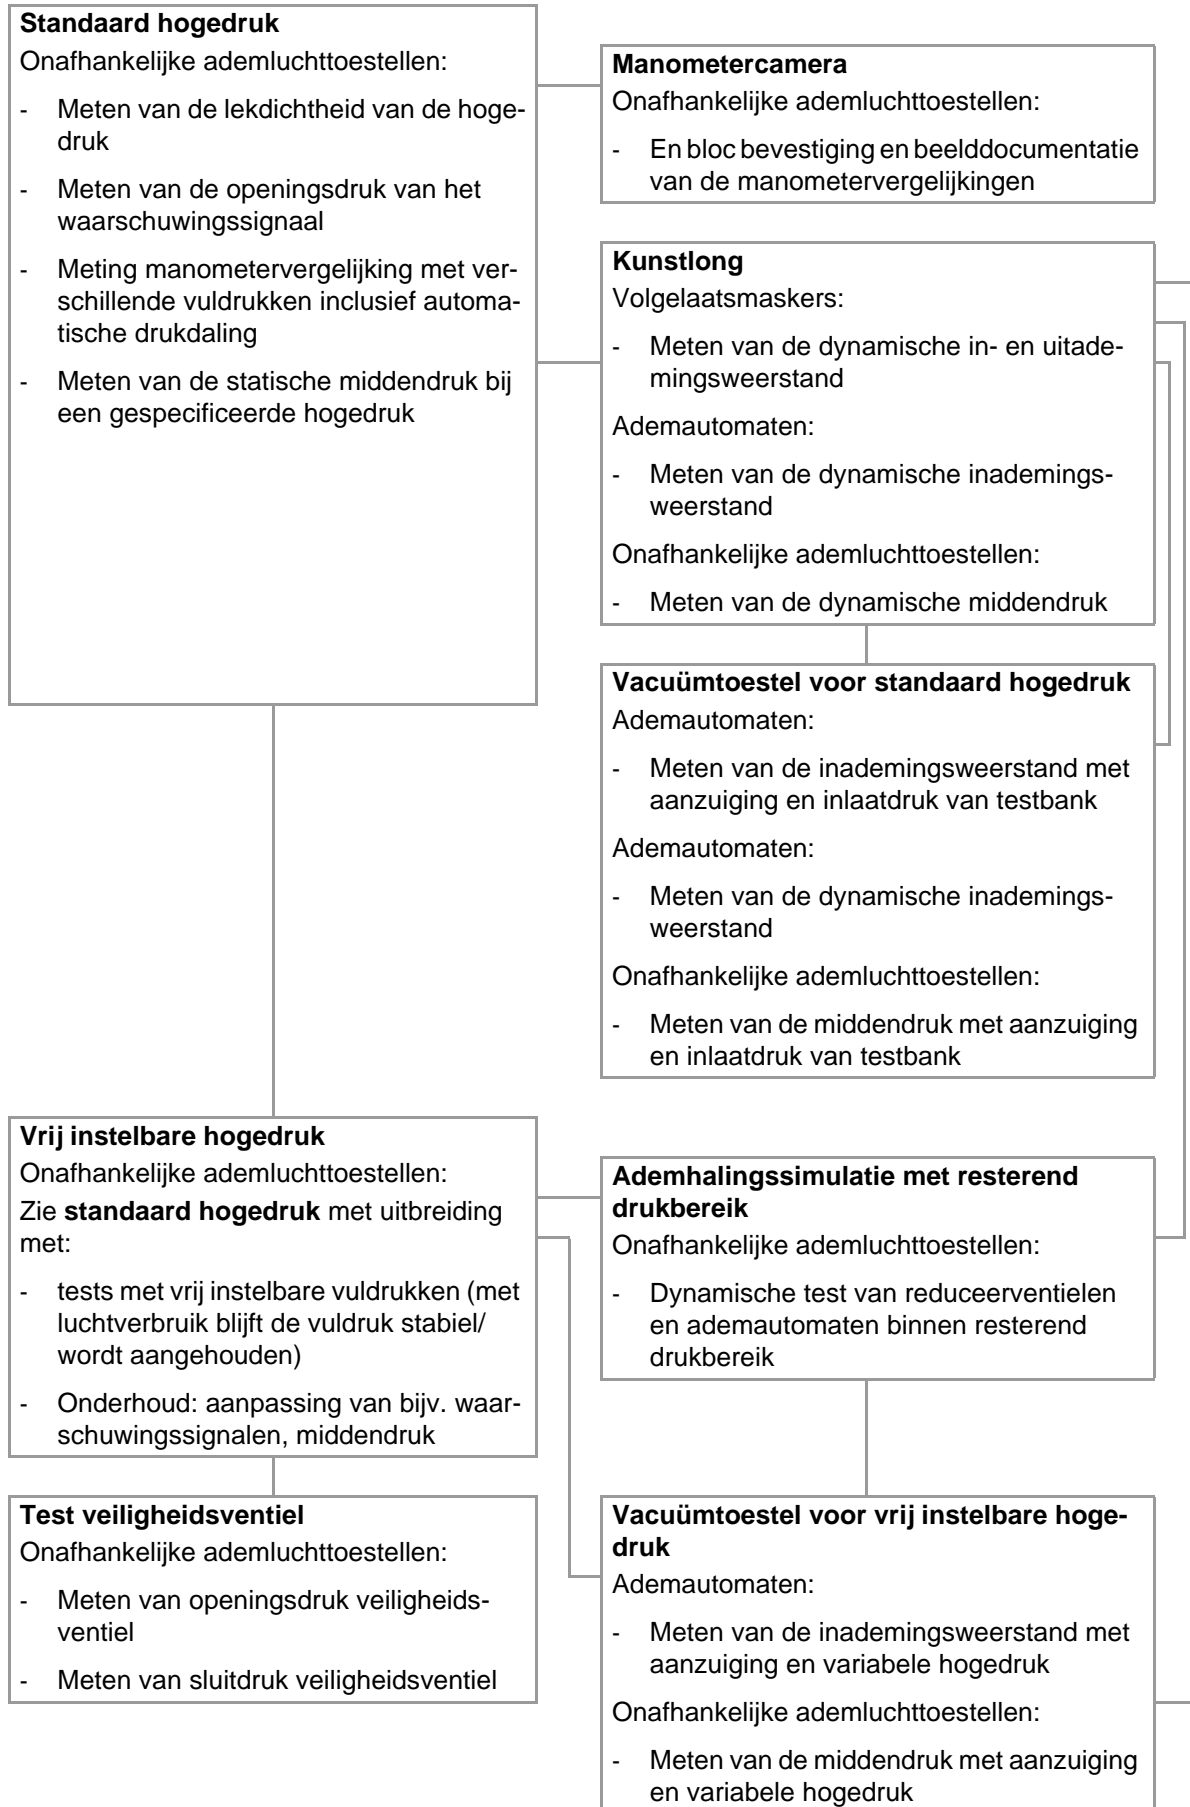 Standaard hogedruk
Onafhankelijke ademluchttoestellen:
- Meten van de lekdichtheid van de hoge-
druk
- Meten van de openingsdruk van het
waarschuwingssignaal
- Meting manometervergelijking met ver-
schillende vuldrukken inclusief automa-
tische drukdaling
- Meten van de statische middendruk bij
een gespecificeerde hogedruk
Manometercamera
Onafhankelijke ademluchttoestellen:
- En bloc bevestiging en beelddocumentatie
van de manometervergelijkingen
Kunstlong
Volgelaatsmaskers:
- Meten van de dynamische in- en uitade-
mingsweerstand
Ademautomaten:
- Meten van de dynamische inademings-
weerstand
Onafhankelijke ademluchttoestellen:
- Meten van de dynamische middendruk
Vacuümtoestel voor standaard hogedruk
Ademautomaten:
- Meten van de inademingsweerstand met
aanzuiging en inlaatdruk van testbank
Ademautomaten:
- Meten van de dynamische inademings-
weerstand
Onafhankelijke ademluchttoestellen:
- Meten van de middendruk met aanzuiging
en inlaatdruk van testbank
Vrij instelbare hogedruk
Onafhankelijke ademluchttoestellen:
Zie standaard hogedruk met uitbreiding
met:
- tests met vrij instelbare vuldrukken (met
luchtverbruik blijft de vuldruk stabiel/
wordt aangehouden)
- Onderhoud: aanpassing van bijv. waar-
schuwingssignalen, middendruk
Ademhalingssimulatie met resterend
drukbereik
Onafhankelijke ademluchttoestellen:
- Dynamische test van reduceerventielen
en ademautomaten binnen resterend
drukbereik
Test veiligheidsventiel
Onafhankelijke ademluchttoestellen:
- Meten van openingsdruk veiligheids-
ventiel
- Meten van sluitdruk veiligheidsventiel
Vacuümtoestel voor vrij instelbare hoge-
druk
Ademautomaten:
- Meten van de inademingsweerstand met
aanzuiging en variabele hogedruk
Onafhankelijke ademluchttoestellen:
- Meten van de middendruk met aanzuiging
en variabele hogedruk